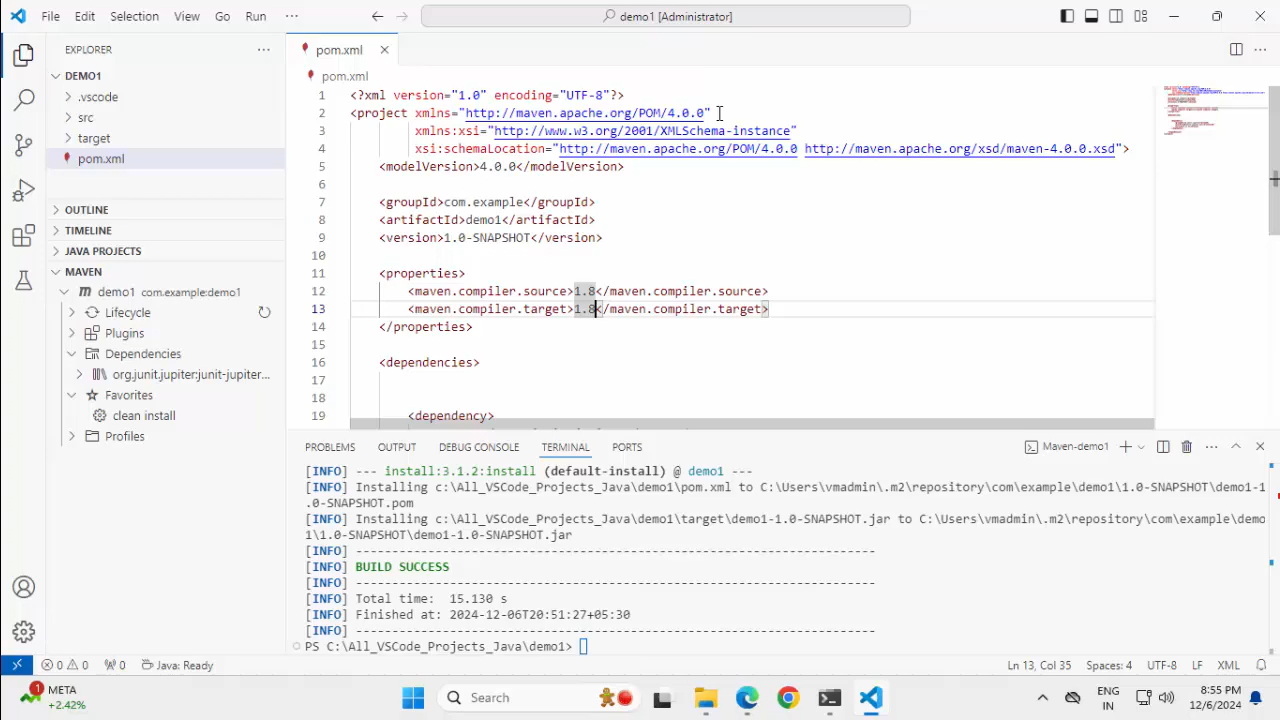 File Edit Selection View Go Run ··· demo1 [Administrator]
EXPLORER ···
DEMO1
.vscode
src
target
pom.xml
OUTLINE
TIMELINE
JAVA PROJECTS
MAVEN
demo1 com.example:demo1
Lifecycle
Plugins
Dependencies
org.junit.jupiter:junit-jupiter...
Favorites
clean install
Profiles
pom.xml
pom.xml
1 <?xml version="1.0" encoding="UTF-8"?>
2 <project xmlns="http://maven.apache.org/POM/4.0.0"
3 xmlns:xsi="http://www.w3.org/2001/XMLSchema-instance"
4 xsi:schemaLocation="http://maven.apache.org/POM/4.0.0 http://maven.apache.org/xsd/maven-4.0.0.xsd">
5 <modelVersion>4.0.0</modelVersion>
6
7 <groupId>com.example</groupId>
8 <artifactId>demo1</artifactId>
9 <version>1.0-SNAPSHOT</version>
10
11 <properties>
12 <maven.compiler.source>1.8</maven.compiler.source>
13 <maven.compiler.target>1.8</maven.compiler.target>
14 </properties>
15
16 <dependencies>
17
18
19 <dependency>
PROBLEMS OUTPUT DEBUG CONSOLE TERMINAL PORTS Maven-demo1
[INFO] --- install:3.1.2:install (default-install) @ demo1 ---
[INFO] Installing c:\All_VSCode_Projects_Java\demo1\pom.xml to C:\Users\vmadmin\.m2\repository\com\example\demo1\1.0-SNAPSHOT\demo1-1
.0-SNAPSHOT.pom
[INFO] Installing c:\All_VSCode_Projects_Java\demo1\target\demo1-1.0-SNAPSHOT.jar to C:\Users\vmadmin\.m2\repository\com\example\demo
1\1.0-SNAPSHOT\demo1-1.0-SNAPSHOT.jar
[INFO] ------------------------------------------------------------------------
[INFO] BUILD SUCCESS
[INFO] ------------------------------------------------------------------------
[INFO] Total time:  15.130 s
[INFO] Finished at: 2024-12-06T20:51:27+05:30
[INFO] ------------------------------------------------------------------------
PS C:\All_VSCode_Projects_Java\demo1>
0 0 0 Java: Ready Ln 13, Col 35 Spaces: 4 UTF-8 LF XML
1 META
+2.42%
Search
ENG
IN
8:55 PM
12/6/2024